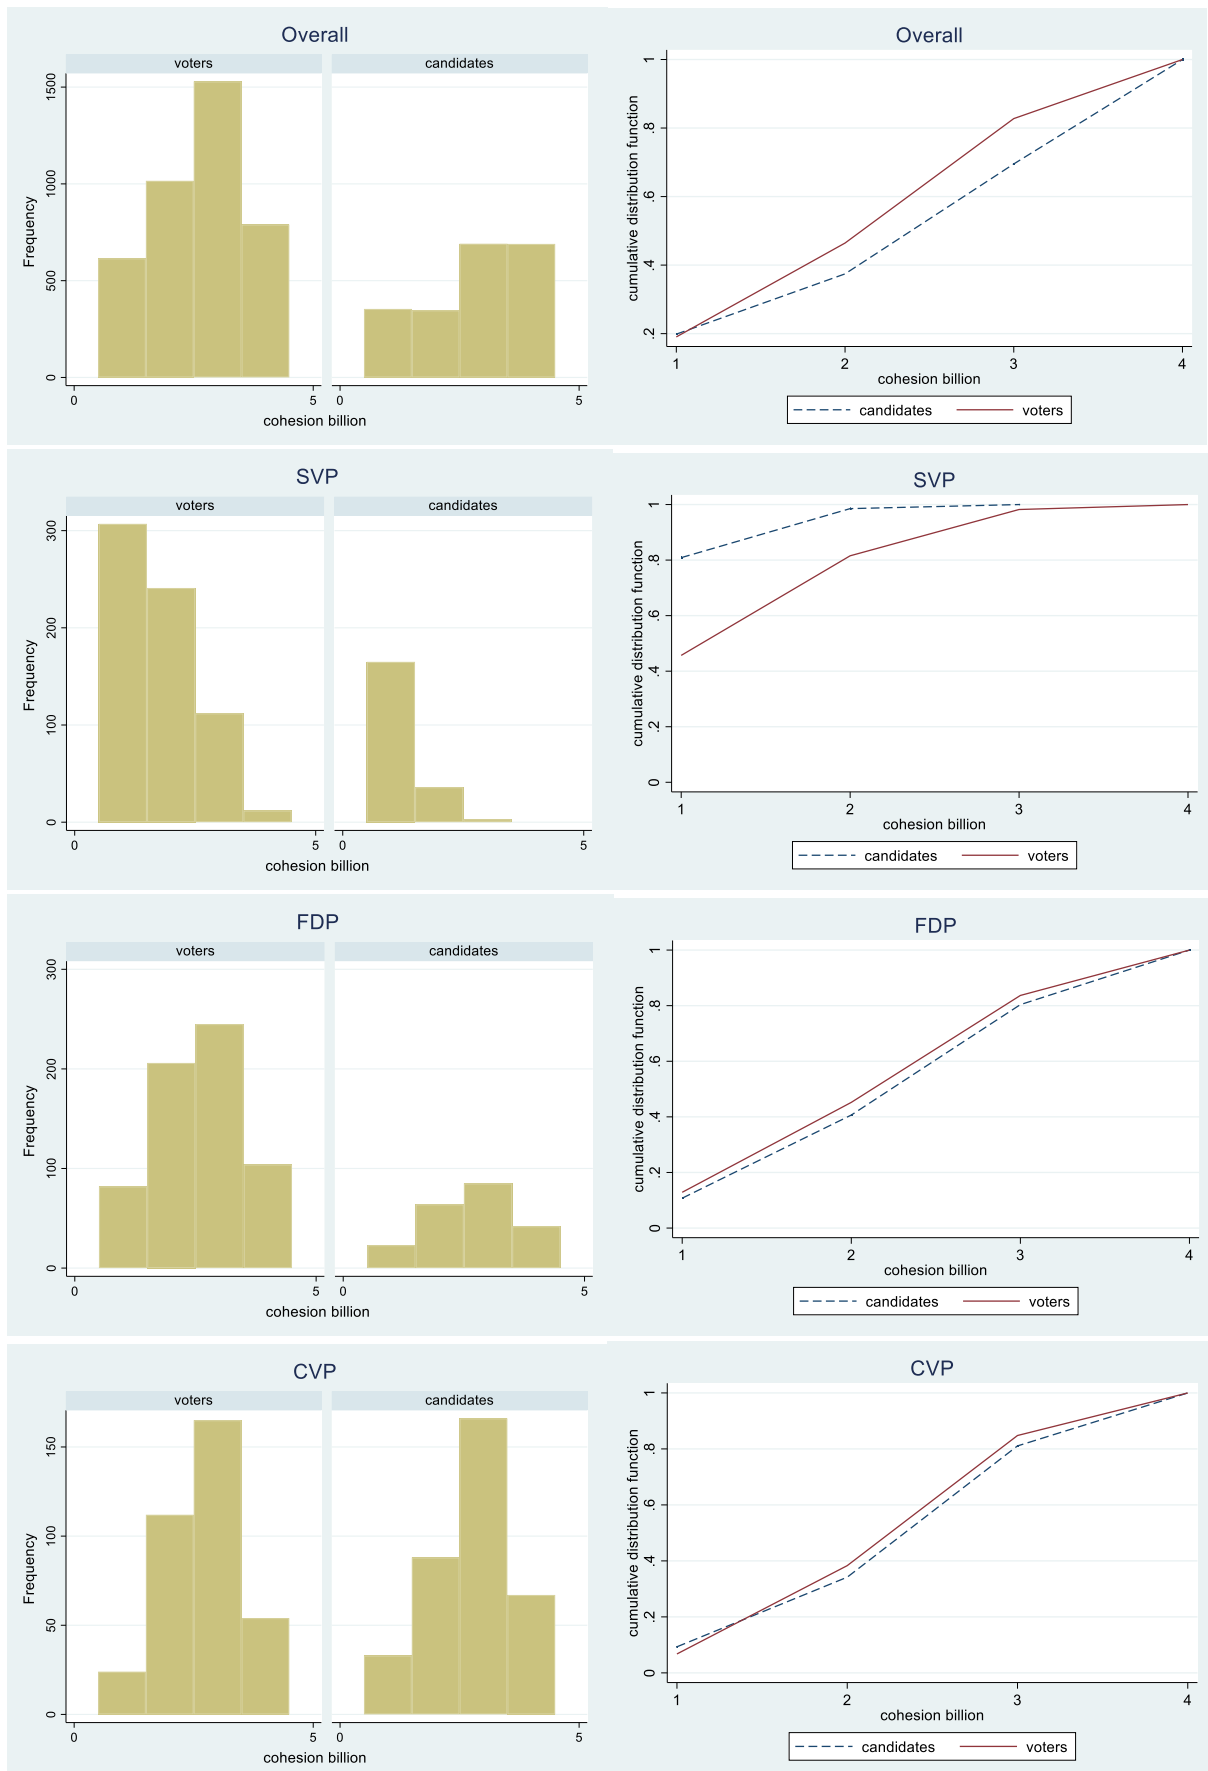 Overall
voters
candidates
Frequency
0
500
1000
1500
0
5
0
5
cohesion billion
Overall
cumulative distribution function
.2
.4
.6
.8
1
1
2
3
4
cohesion billion
candidates
voters
SVP
voters
candidates
Frequency
0
100
200
300
0
5
0
5
cohesion billion
SVP
cumulative distribution function
0
.2
.4
.6
.8
1
1
2
3
4
cohesion billion
candidates
voters
FDP
voters
candidates
Frequency
0
100
200
300
0
5
0
5
cohesion billion
FDP
cumulative distribution function
0
.2
.4
.6
.8
1
1
2
3
4
cohesion billion
candidates
voters
CVP
voters
candidates
Frequency
0
50
100
150
0
5
0
5
cohesion billion
CVP
cumulative distribution function
0
.2
.4
.6
.8
1
1
2
3
4
cohesion billion
candidates
voters